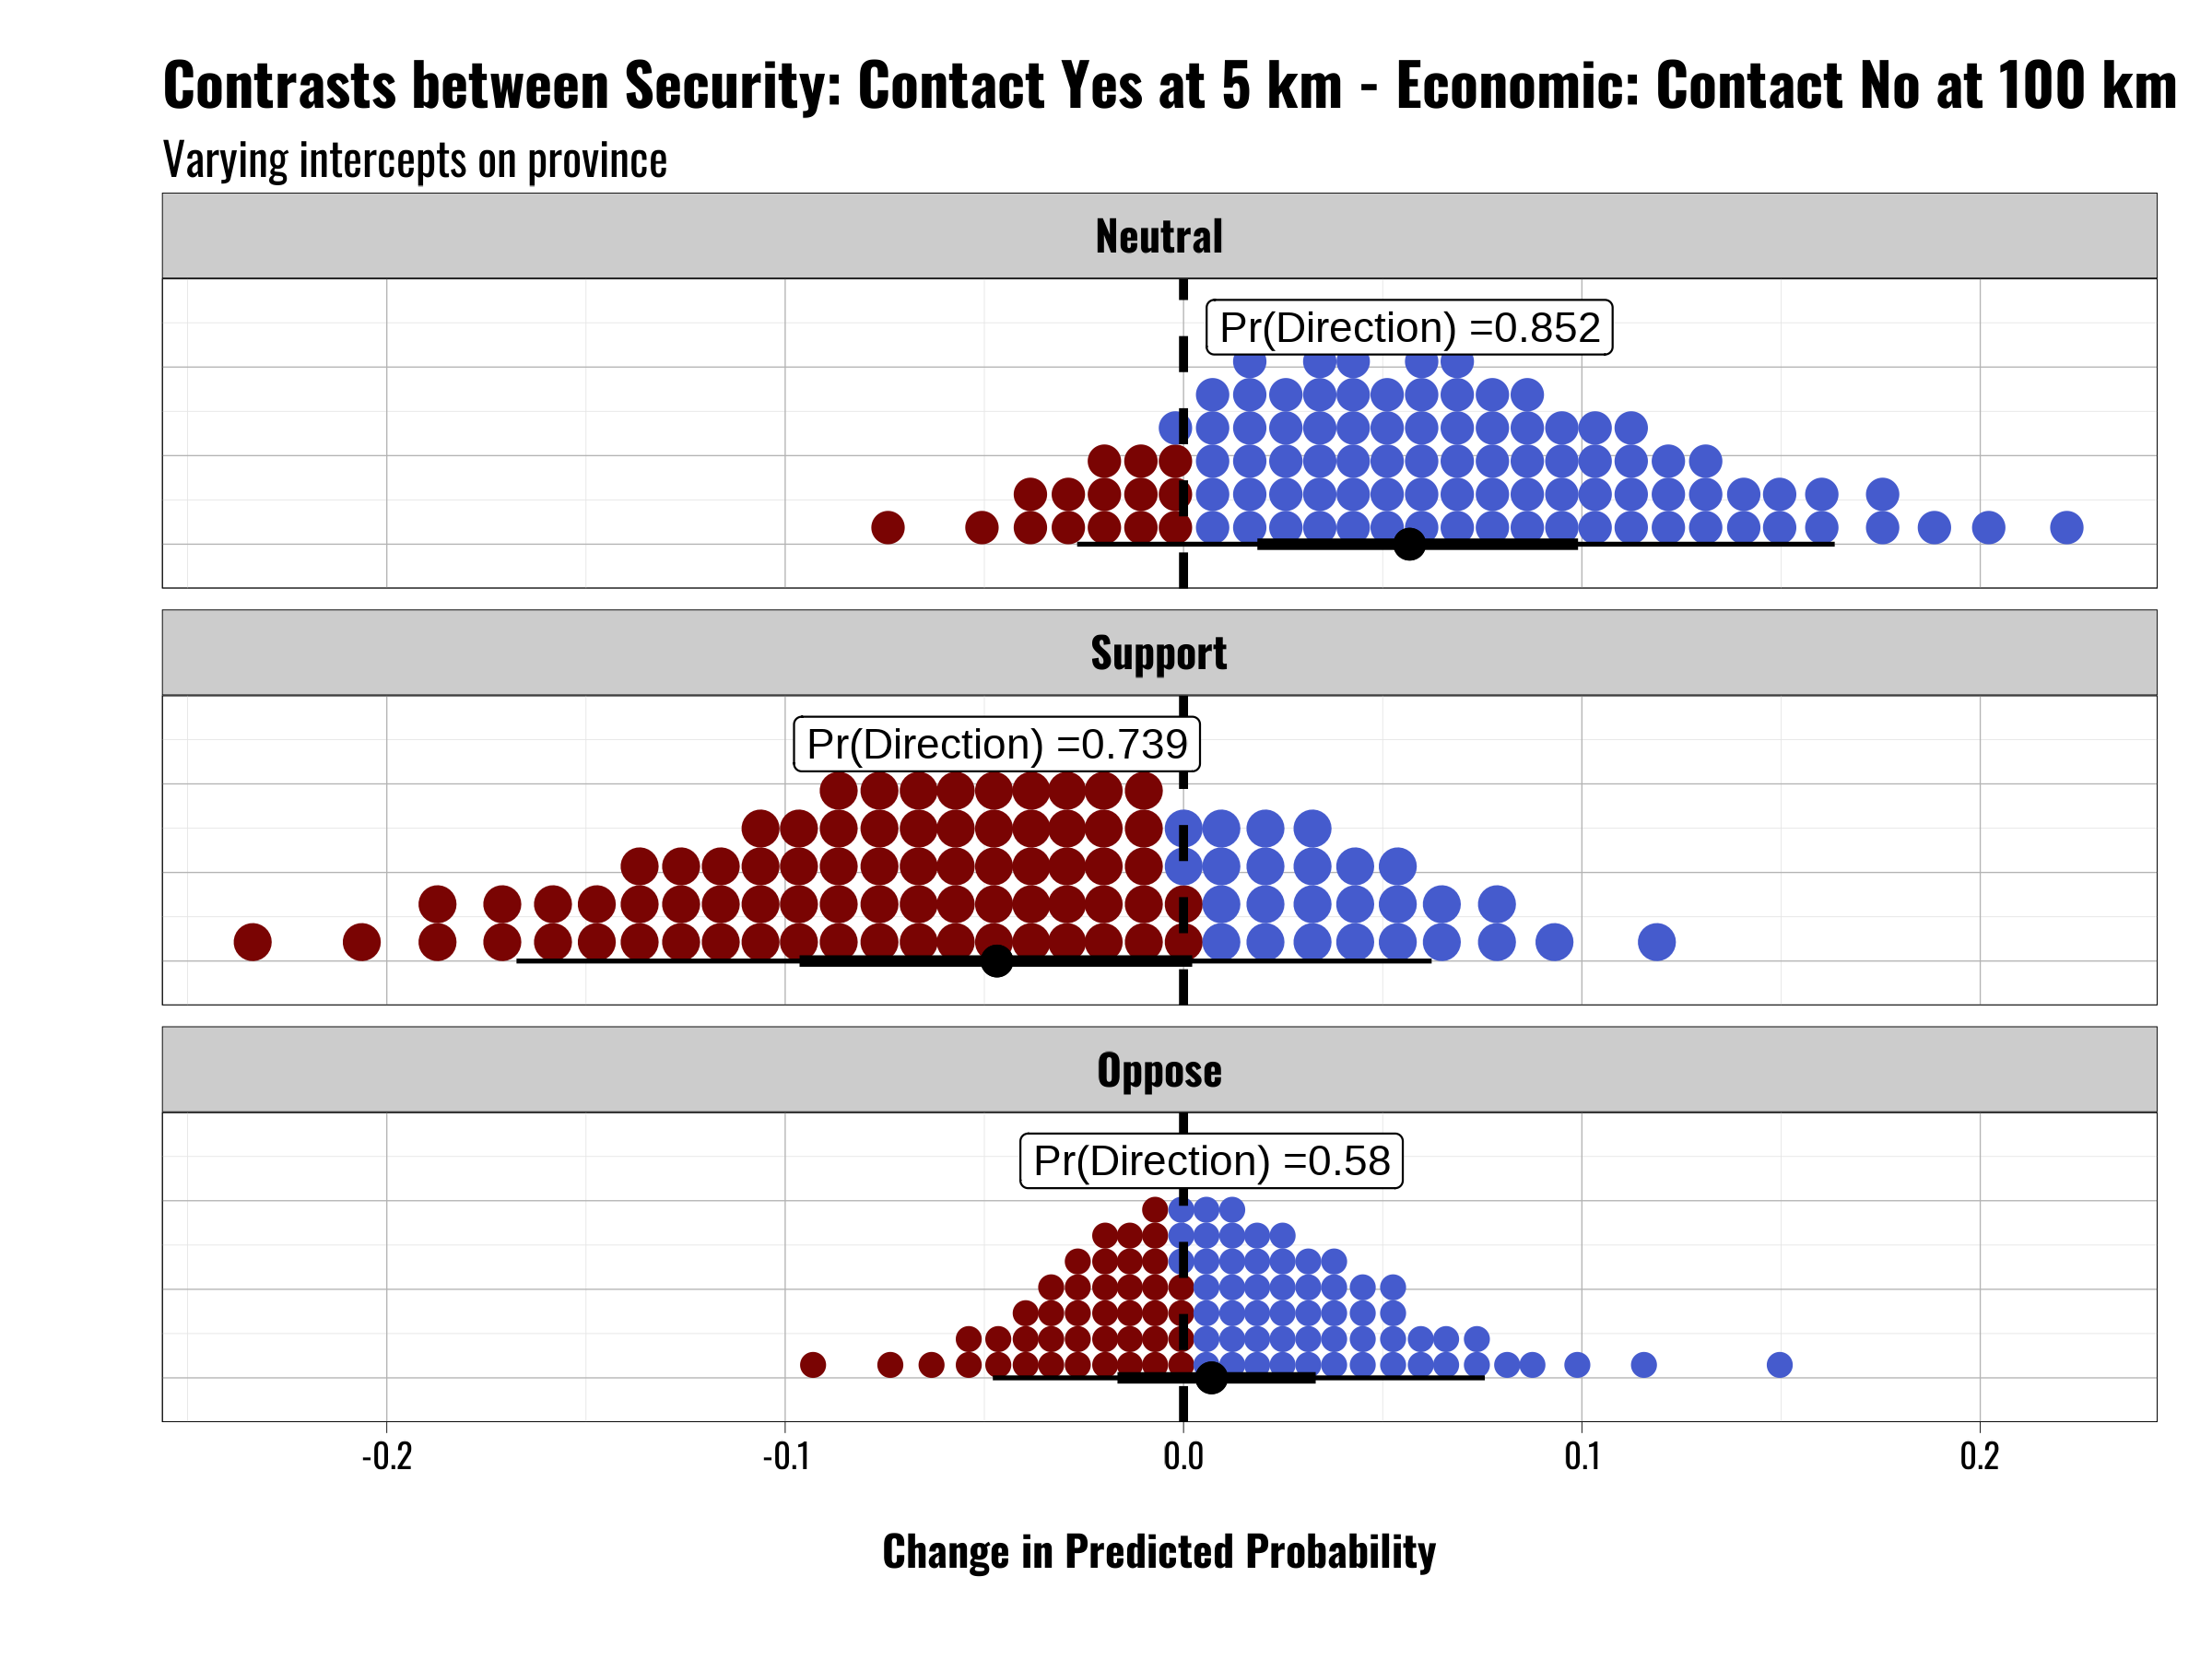 Contrasts between Security: Contact Yes at 5 km - Economic: Contact No at 100 km
Varying intercepts on province
Neutral
Pr(Direction) =0.852
Support
Pr(Direction) =0.739
Oppose
Pr(Direction) =0.58
-0.2 -0.1 0.0 0.1 0.2
Change in Predicted Probability